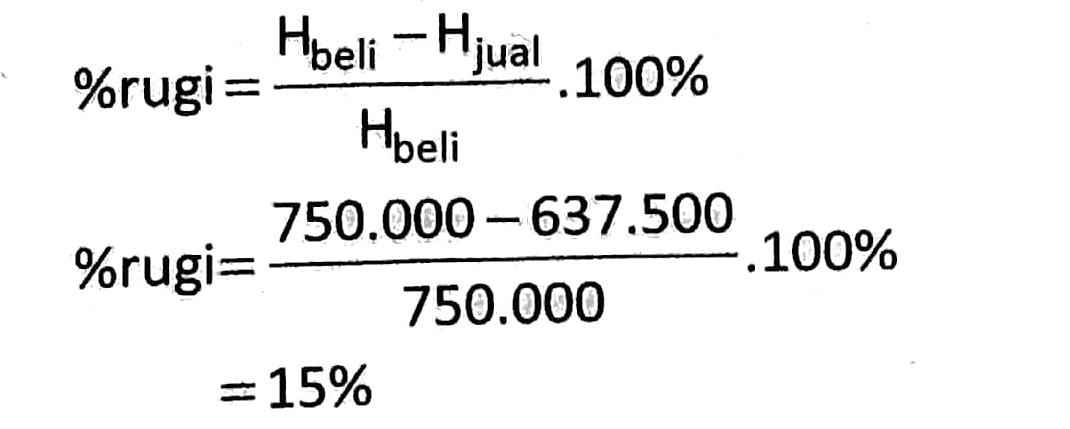 %rugi = (H_beli − H_jual)/H_beli .100%
%rugi = (750.000 – 637.500)/750.000 .100%
= 15%